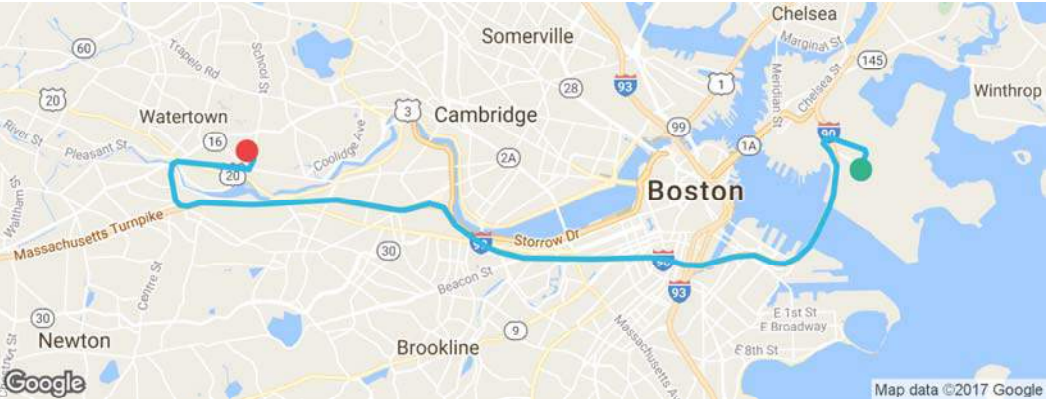 Chelsea
Somerville
Marginal St
60
Trapelo Rd
School St
145
93
1
28
Meridian St
Chelsea St
Winthrop
20
3
Watertown
Cambridge
River St
Pleasant St
16
Coolidge Ave
99
90
1A
2A
20
Boston
Waltham St
Massachusetts Turnpike
Storrow Dr
30
90
90
Centre St
Beacon St
93
30
9
Massachusetts Ave
E 1st St
E Broadway
Newton
Brookline
E 8th St
Chestnut St
Google
Map data ©2017 Google